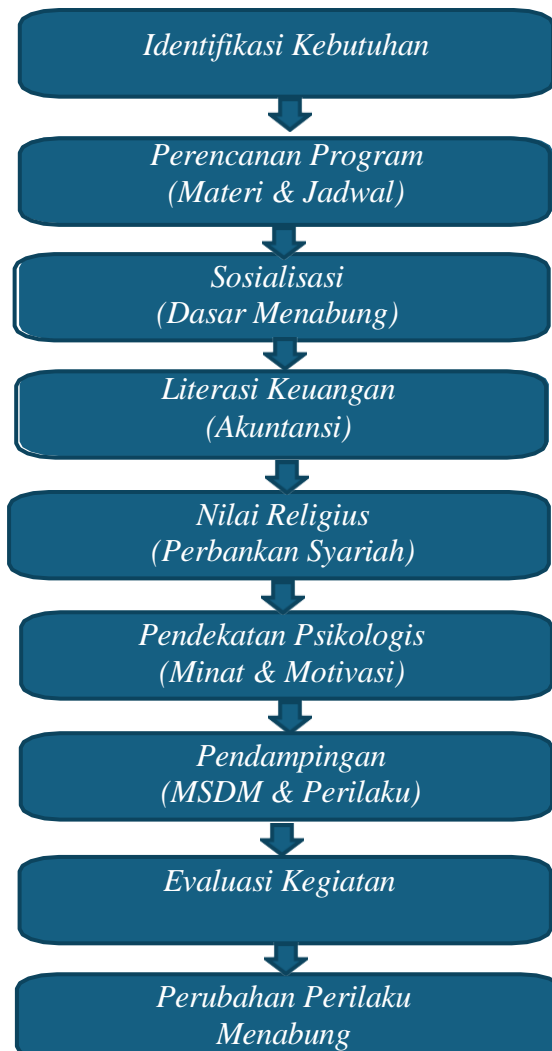 Identifikasi Kebutuhan
Perencanan Program
(Materi & Jadwal)
Sosialisasi
(Dasar Menabung)
Literasi Keuangan
(Akuntansi)
Nilai Religius
(Perbankan Syariah)
Pendekatan Psikologis
(Minat & Motivasi)
Pendampingan
(MSDM & Perilaku)
Evaluasi Kegiatan
Perubahan Perilaku
Menabung